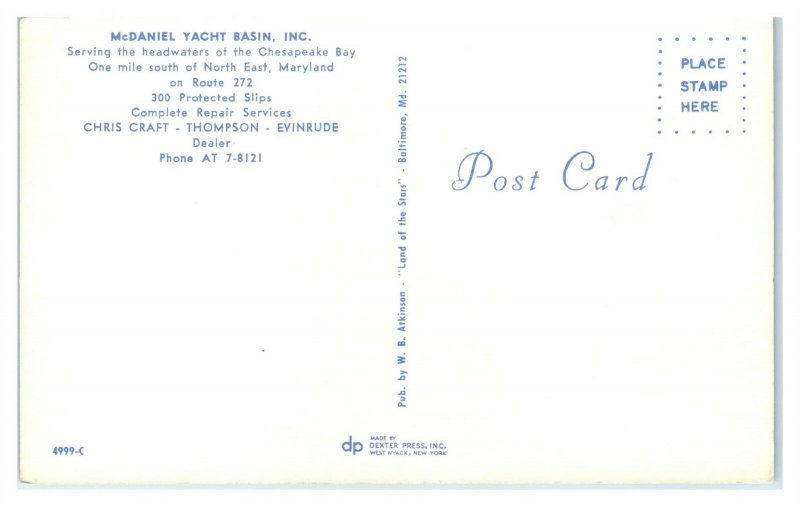 McDANIEL YACHT BASIN, INC.
Serving the headwaters of the Chesapeake Bay
One mile south of North East, Maryland
on Route 272
300 Protected Slips
Complete Repair Services
CHRIS CRAFT - THOMPSON - EVINRUDE
Dealer
Phone AT 7-8121
Pub. by W. B. Atkinson - "Land of the Stars" - Baltimore, Md. 21212
PLACE
STAMP
HERE
Post Card
4999-C
dp
MADE BY
DEXTER PRESS, INC.
WEST NYACK, NEW YORK